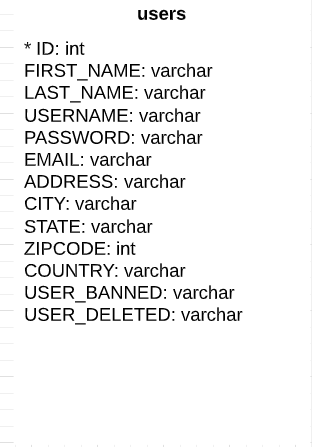 users
* ID: int
FIRST_NAME: varchar
LAST_NAME: varchar
USERNAME: varchar
PASSWORD: varchar
EMAIL: varchar
ADDRESS: varchar
CITY: varchar
STATE: varchar
ZIPCODE: int
COUNTRY: varchar
USER_BANNED: varchar
USER_DELETED: varchar